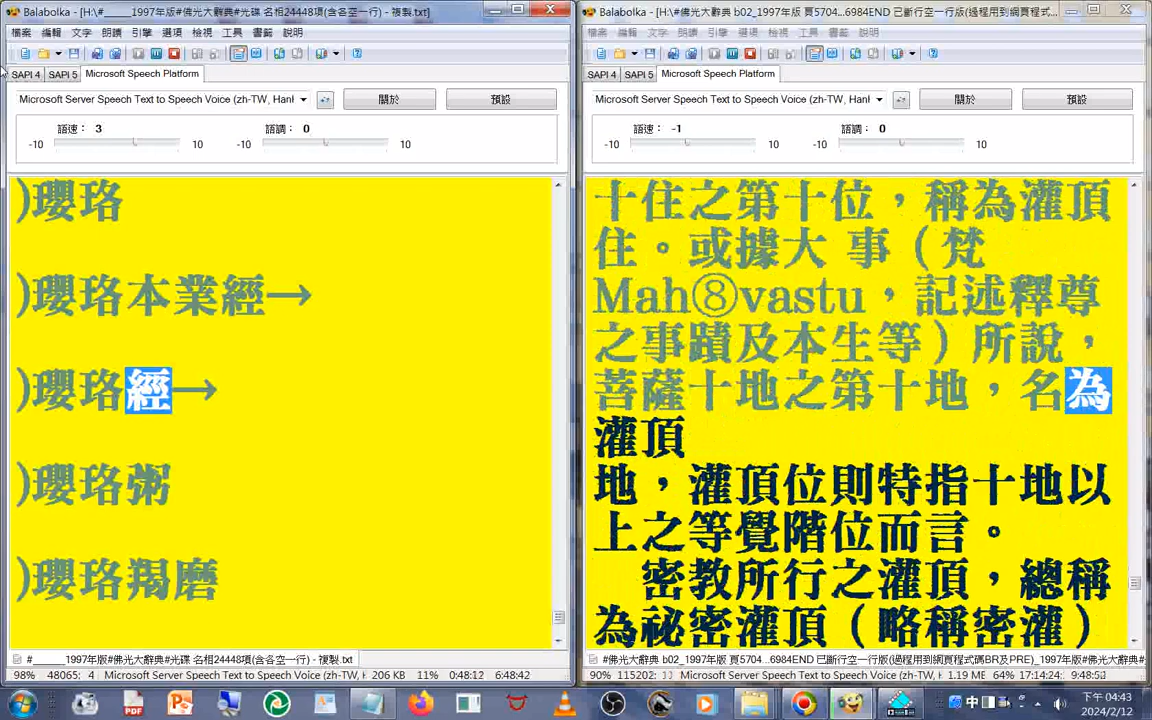 Balabolka - [H:\#_____1997年版#佛光大辭典#光碟 名相24448項(含各空一行) - 複製.txt]
檔案 編輯 文字 朗讀 引擎 選項 檢視 工具 書籤 說明
SAPI 4 SAPI 5 Microsoft Speech Platform
Microsoft Server Speech Text to Speech Voice (zh-TW, HanH 關於 預設
語速： 3 語調： 0
-10 10 -10 10
)瓔珞
)瓔珞本業經→
)瓔珞經→
)瓔珞粥
)瓔珞羯磨
#_____1997年版#佛光大辭典#光碟 名相24448項(含各空一行) - 複製.txt
98% 48065: 4 Microsoft Server Speech Text to Speech Voice (zh-TW, H 206 KB 11% 0:48:12 6:48:42
Balabolka - [H:\#佛光大辭典 b02_1997年版 頁5704...6984END 已斷行空一行版(過程用到網頁程式...
檔案 編輯 文字 朗讀 引擎 選項 檢視 工具 書籤 說明
SAPI 4 SAPI 5 Microsoft Speech Platform
Microsoft Server Speech Text to Speech Voice (zh-TW, HanH 關於 預設
語速： -1 語調： 0
-10 10 -10 10
十住之第十位，稱為灌頂
住。或據大 事（梵
Mah⑧vastu，記述釋尊
之事蹟及本生等）所說，
菩薩十地之第十地，名為
灌頂
地，灌頂位則特指十地以
上之等覺階位而言。
密教所行之灌頂，總稱
為祕密灌頂（略稱密灌）
#佛光大辭典 b02_1997年版 頁5704...6984END 已斷行空一行版(過程用到網頁程式碼BR及PRE)_1997年版#
90% 115202: Microsoft Server Speech Text to Speech Voice (zh-TW, H 1.19 MB 64% 17:14:24 9:48:5
中
下午 04:43
2024/2/12